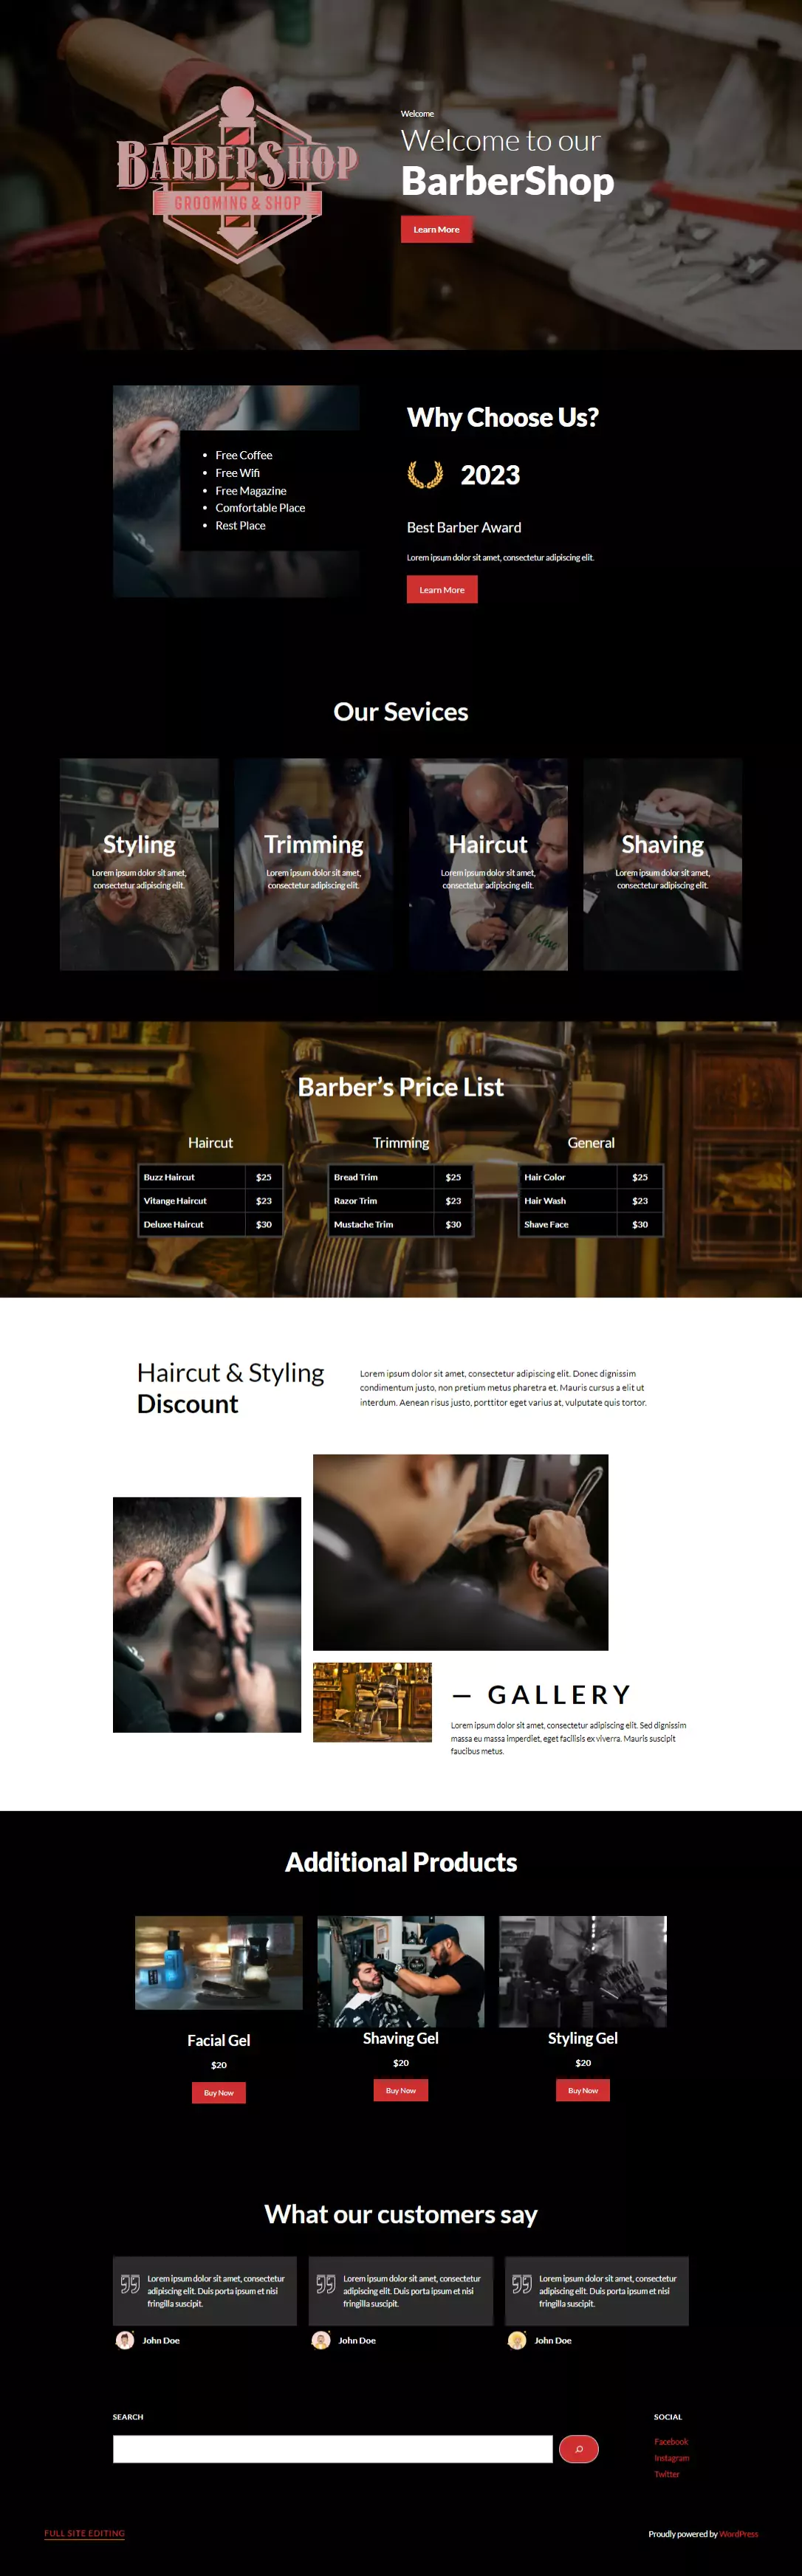 BARBERSHOP
GROOMING & SHOP
Welcome
Welcome to our
BarberShop
Learn More
Free Coffee
Free Wifi
Free Magazine
Comfortable Place
Rest Place
Why Choose Us?
2023
Best Barber Award
Lorem ipsum dolor sit amet, consectetur adipiscing elit.
Learn More
Our Sevices
Styling
Lorem ipsum dolor sit amet,
consectetur adipiscing elit.
Trimming
Lorem ipsum dolor sit amet,
consectetur adipiscing elit.
Haircut
Lorem ipsum dolor sit amet,
consectetur adipiscing elit.
Shaving
Lorem ipsum dolor sit amet,
consectetur adipiscing elit.
Barber’s Price List
Haircut
Buzz Haircut $25
Vitange Haircut $23
Deluxe Haircut $30
Trimming
Bread Trim $25
Razor Trim $23
Mustache Trim $30
General
Hair Color $25
Hair Wash $23
Shave Face $30
Haircut & Styling
Discount
Lorem ipsum dolor sit amet, consectetur adipiscing elit. Donec dignissim
condimentum justo, non pretium metus pharetra et. Mauris cursus a elit ut
interdum. Aenean risus justo, porttitor eget varius at, vulputate quis tortor.
— GALLERY
Lorem ipsum dolor sit amet, consectetur adipiscing elit. Sed dignissim
massa eu massa imperdiet, eget facilisis ex viverra. Mauris suscipit
faucibus metus.
Additional Products
Facial Gel
$20
Buy Now
Shaving Gel
$20
Buy Now
Styling Gel
$20
Buy Now
What our customers say
Lorem ipsum dolor sit amet, consectetur
adipiscing elit. Duis porta ipsum et nisi
fringilla suscipit.
John Doe
Lorem ipsum dolor sit amet, consectetur
adipiscing elit. Duis porta ipsum et nisi
fringilla suscipit.
John Doe
Lorem ipsum dolor sit amet, consectetur
adipiscing elit. Duis porta ipsum et nisi
fringilla suscipit.
John Doe
SEARCH
SOCIAL
Facebook
Instagram
Twitter
FULL SITE EDITING
Proudly powered by WordPress